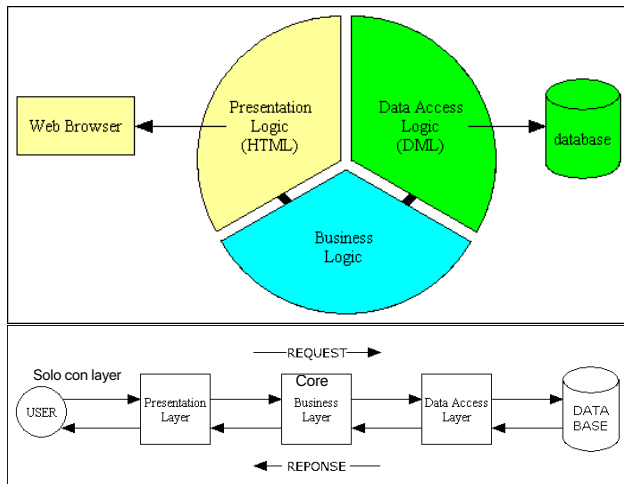 Presentation
Logic
(HTML)
Data Access
Logic
(DML)
Web Browser
database
Business
Logic
REQUEST
Solo con layer
Core
USER
Presentation
Layer
Business
Layer
Data Access
Layer
DATA
BASE
REPONSE